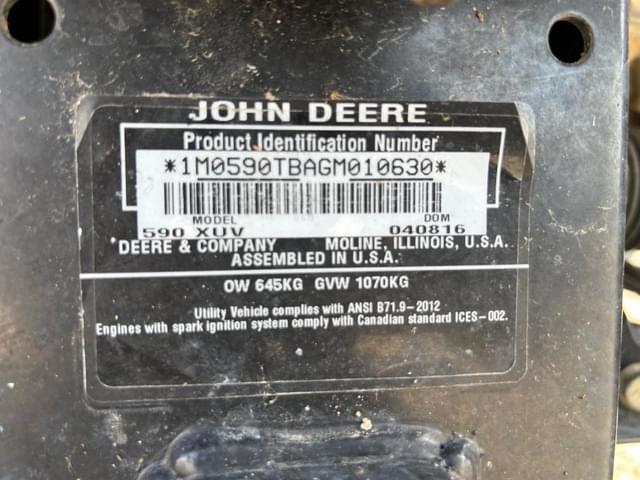 JOHN DEERE
Product Identification Number
*1M0590TBAGM010630*
MODEL DOM
590 XUV 040816
DEERE & COMPANY MOLINE, ILLINOIS, U.S.A.
ASSEMBLED IN U.S.A.
OW 645KG GVW 1070KG
Utility Vehicle complies with ANSI B71.9-2012
Engines with spark ignition system comply with Canadian standard ICES-002.